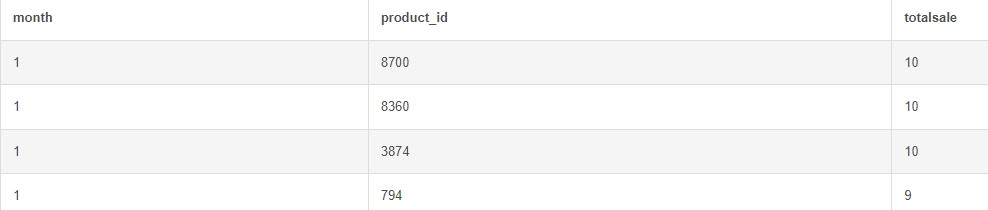 month product_id totalsale
1 8700 10
1 8360 10
1 3874 10
1 794 9